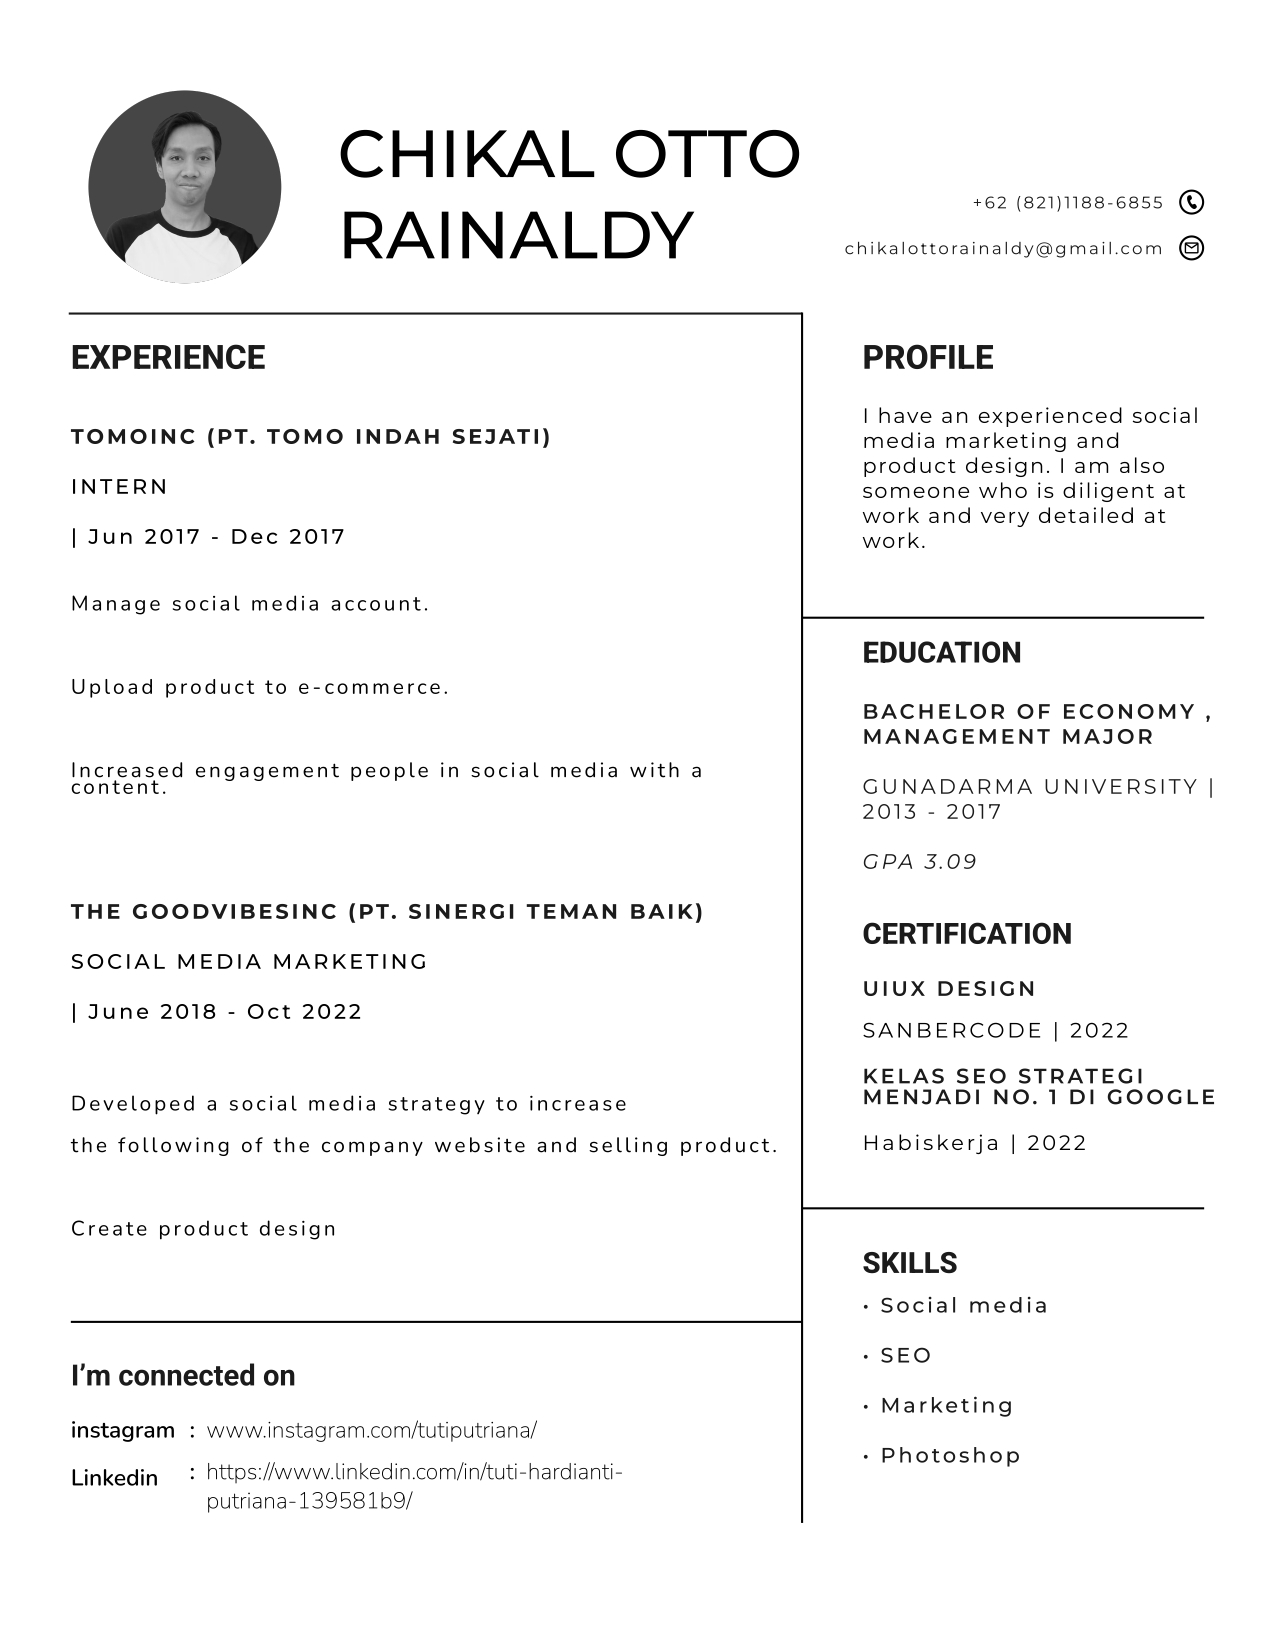 CHIKAL OTTO
RAINALDY
+62 (821)1188-6855
chikalottorainaldy@gmail.com
EXPERIENCE
TOMOINC (PT. TOMO INDAH SEJATI)
INTERN
| Jun 2017 - Dec 2017
Manage social media account.
Upload product to e-commerce.
Increased engagement people in social media with a
content.
THE GOODVIBESINC (PT. SINERGI TEMAN BAIK)
SOCIAL MEDIA MARKETING
| June 2018 - Oct 2022
Developed a social media strategy to increase
the following of the company website and selling product.
Create product design
I’m connected on
instagram : www.instagram.com/tutiputriana/
Linkedin : https://www.linkedin.com/in/tuti-hardianti-
putriana-139581b9/
PROFILE
I have an experienced social
media marketing and
product design. I am also
someone who is diligent at
work and very detailed at
work.
EDUCATION
BACHELOR OF ECONOMY ,
MANAGEMENT MAJOR
GUNADARMA UNIVERSITY |
2013 - 2017
GPA 3.09
CERTIFICATION
UIUX DESIGN
SANBERCODE | 2022
KELAS SEO STRATEGI
MENJADI NO. 1 DI GOOGLE
Habiskerja | 2022
SKILLS
• Social media
• SEO
• Marketing
• Photoshop